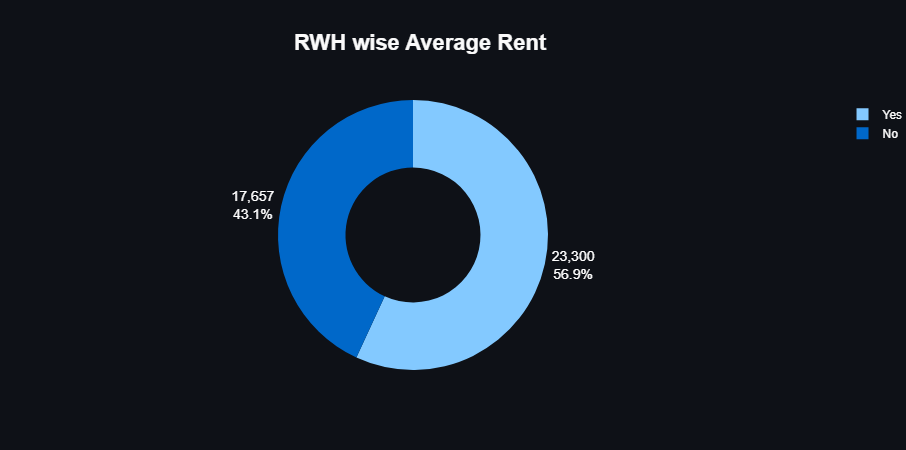 RWH wise Average Rent
Yes
No
17,657
43.1%
23,300
56.9%